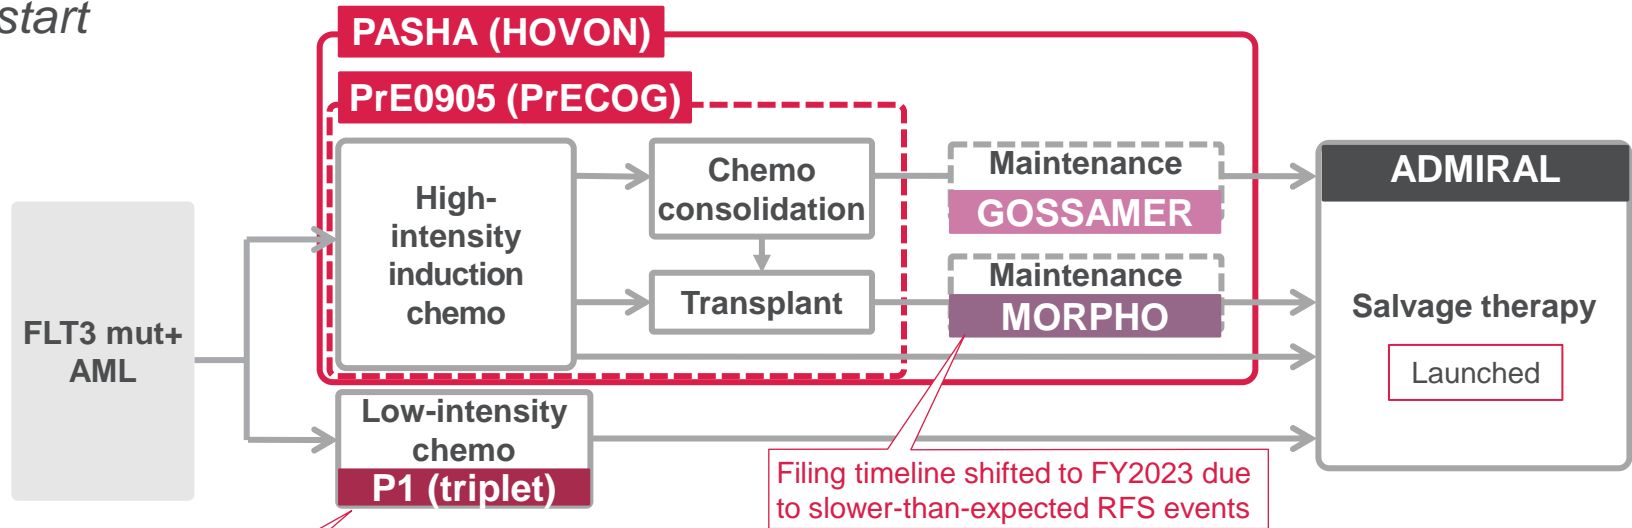 start
PASHA (HOVON)
PrE0905 (PrECOG)
FLT3 mut+
AML
High-
intensity
induction
chemo
Chemo
consolidation
Transplant
Maintenance
GOSSAMER
Maintenance
MORPHO
ADMIRAL
Salvage therapy
Launched
Low-intensity
chemo
P1 (triplet)
Filing timeline shifted to FY2023 due
to slower-than-expected RFS events